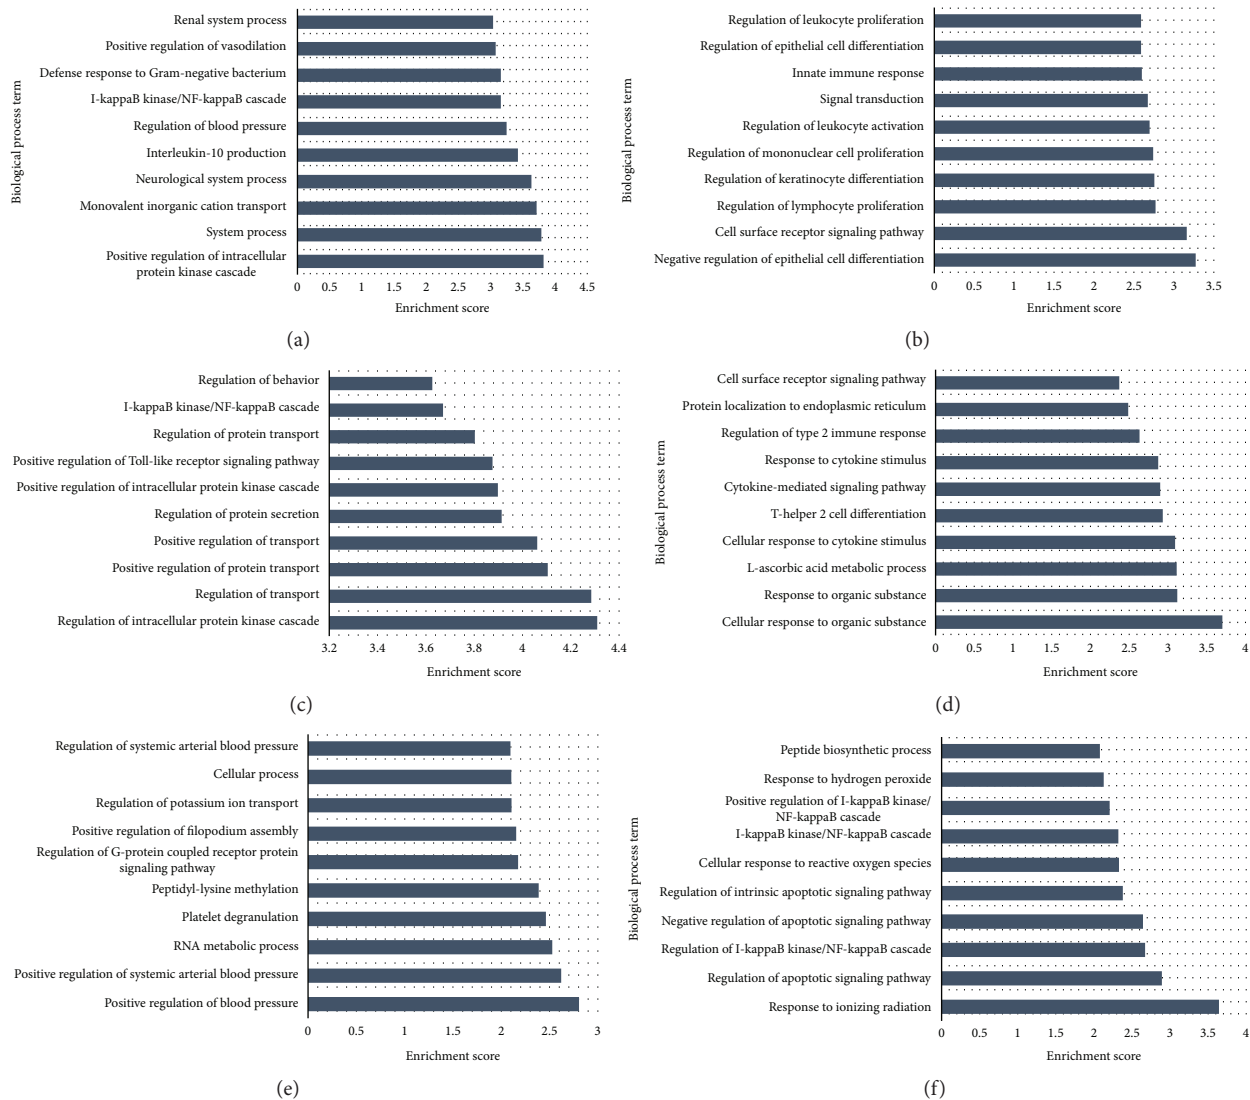 Biological process term
Renal system process
Positive regulation of vasodilation
Defense response to Gram-negative bacterium
I-kappaB kinase/NF-kappaB cascade
Regulation of blood pressure
Interleukin-10 production
Neurological system process
Monovalent inorganic cation transport
System process
Positive regulation of intracellular
protein kinase cascade
0 0.5 1 1.5 2 2.5 3 3.5 4 4.5
Enrichment score
(a)
Biological process term
Regulation of leukocyte proliferation
Regulation of epithelial cell differentiation
Innate immune response
Signal transduction
Regulation of leukocyte activation
Regulation of mononuclear cell proliferation
Regulation of keratinocyte differentiation
Regulation of lymphocyte proliferation
Cell surface receptor signaling pathway
Negative regulation of epithelial cell differentiation
0 0.5 1 1.5 2 2.5 3 3.5
Enrichment score
(b)
Regulation of behavior
I-kappaB kinase/NF-kappaB cascade
Regulation of protein transport
Positive regulation of Toll-like receptor signaling pathway
Positive regulation of intracellular protein kinase cascade
Regulation of protein secretion
Positive regulation of transport
Positive regulation of protein transport
Regulation of transport
Regulation of intracellular protein kinase cascade
3.2 3.4 3.6 3.8 4 4.2 4.4
Enrichment score
(c)
Biological process term
Cell surface receptor signaling pathway
Protein localization to endoplasmic reticulum
Regulation of type 2 immune response
Response to cytokine stimulus
Cytokine-mediated signaling pathway
T-helper 2 cell differentiation
Cellular response to cytokine stimulus
L-ascorbic acid metabolic process
Response to organic substance
Cellular response to organic substance
0 0.5 1 1.5 2 2.5 3 3.5 4
Enrichment score
(d)
Regulation of systemic arterial blood pressure
Cellular process
Regulation of potassium ion transport
Positive regulation of filopodium assembly
Regulation of G-protein coupled receptor protein
signaling pathway
Peptidyl-lysine methylation
Platelet degranulation
RNA metabolic process
Positive regulation of systemic arterial blood pressure
Positive regulation of blood pressure
0 0.5 1 1.5 2 2.5 3
Enrichment score
(e)
Biological process term
Peptide biosynthetic process
Response to hydrogen peroxide
Positive regulation of I-kappaB kinase/
NF-kappaB cascade
I-kappaB kinase/NF-kappaB cascade
Cellular response to reactive oxygen species
Regulation of intrinsic apoptotic signaling pathway
Negative regulation of apoptotic signaling pathway
Regulation of I-kappaB kinase/NF-kappaB cascade
Regulation of apoptotic signaling pathway
Response to ionizing radiation
0 0.5 1 1.5 2 2.5 3 3.5 4
Enrichment score
(f)